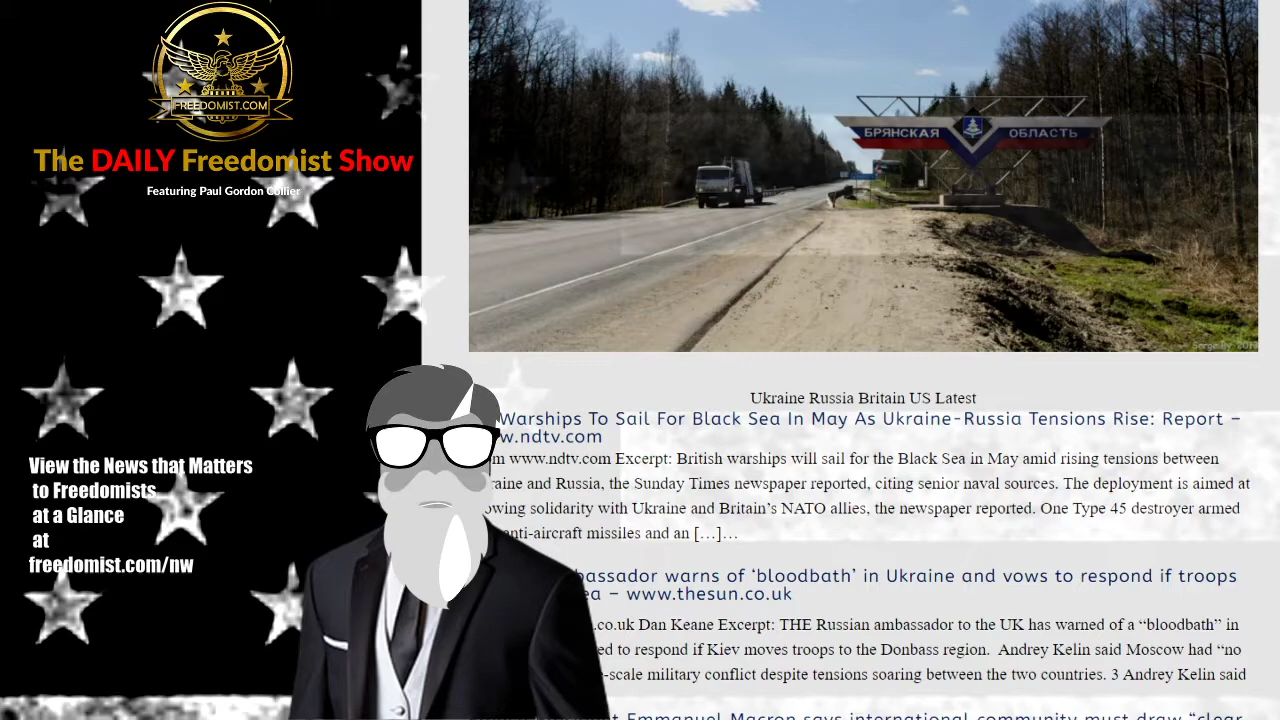 FREEDOMIST.COM
The DAILY Freedomist Show
Featuring Paul Gordon Collier
View the News that Matters
to Freedomists
at a Glance
at
freedomist.com/nw
БРЯНСКАЯ ОБЛАСТЬ
Ukraine Russia Britain US Latest
Warships To Sail For Black Sea In May As Ukraine-Russia Tensions Rise: Report –
w.ndtv.com
m www.ndtv.com Excerpt: British warships will sail for the Black Sea in May amid rising tensions between
raine and Russia, the Sunday Times newspaper reported, citing senior naval sources. The deployment is aimed at
owing solidarity with Ukraine and Britain's NATO allies, the newspaper reported. One Type 45 destroyer armed
anti-aircraft missiles and an […]…
bassador warns of 'bloodbath' in Ukraine and vows to respond if troops
ea – www.thesun.co.uk
.co.uk Dan Keane Excerpt: THE Russian ambassador to the UK has warned of a "bloodbath" in
ed to respond if Kiev moves troops to the Donbass region. Andrey Kelin said Moscow had "no
-scale military conflict despite tensions soaring between the two countries. 3 Andrey Kelin said
Emmanuel Macron says international community must draw "clear